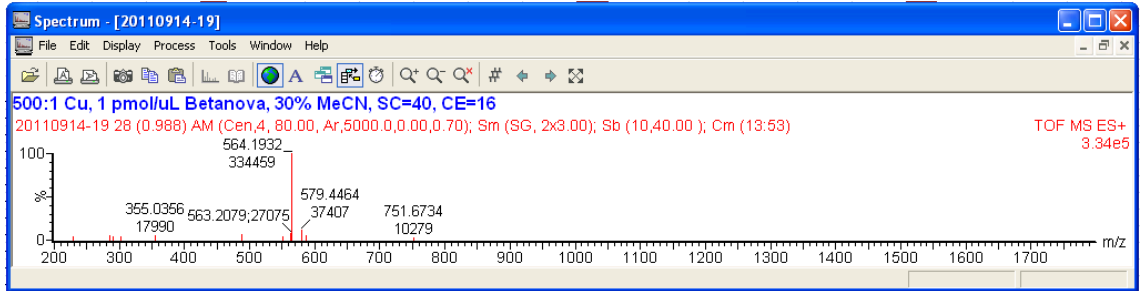 Spectrum - [20110914-19]
File Edit Display Process Tools Window Help
500:1 Cu, 1 pmol/uL Betanova, 30% MeCN, SC=40, CE=16
20110914-19 28 (0.988) AM (Cen,4, 80.00, Ar,5000.0,0.00,0.70); Sm (SG, 2x3.00); Sb (10,40.00 ); Cm (13:53) TOF MS ES+
3.34e5
100
%
0
564.1932
334459
355.0356
17990
563.2079;27075
579.4464
37407
751.6734
10279
m/z
200 300 400 500 600 700 800 900 1000 1100 1200 1300 1400 1500 1600 1700